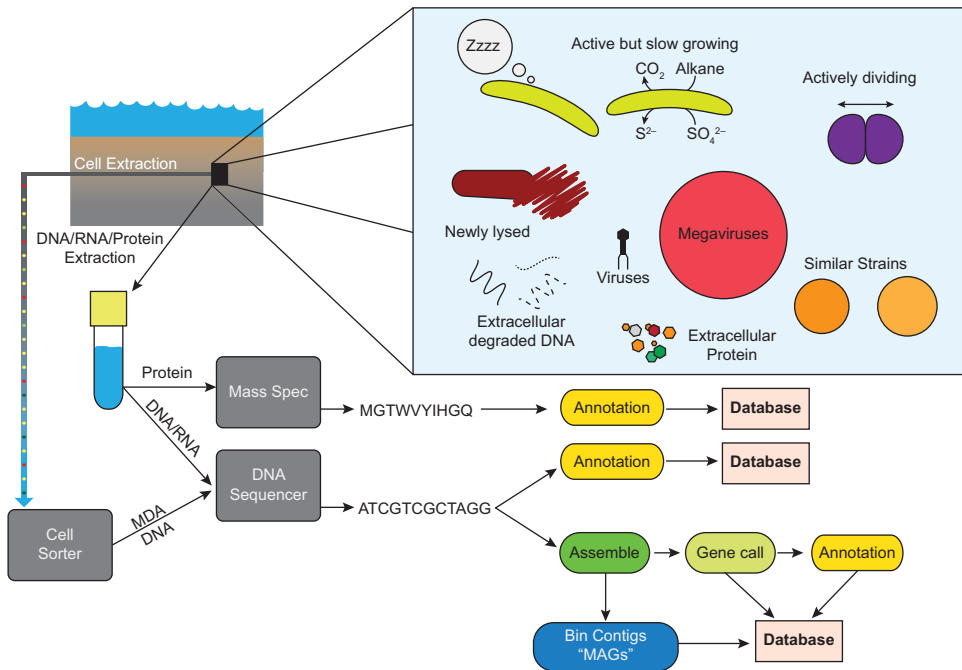 Zzzz
Active but slow growing
CO₂ Alkane
S²⁻ SO₄²⁻
Actively dividing
Cell Extraction
Newly lysed
Megaviruses
Viruses
Similar Strains
Extracellular
degraded DNA
Extracellular
Protein
DNA/RNA/Protein
Extraction
Protein
Mass Spec
MGTWVYIHGQ
Annotation
Database
DNA/RNA
DNA
Sequencer
ATCGTCGCTAGG
Annotation
Database
Cell
Sorter
MDA
DNA
Assemble
Gene call
Annotation
Bin Contigs
“MAGs”
Database